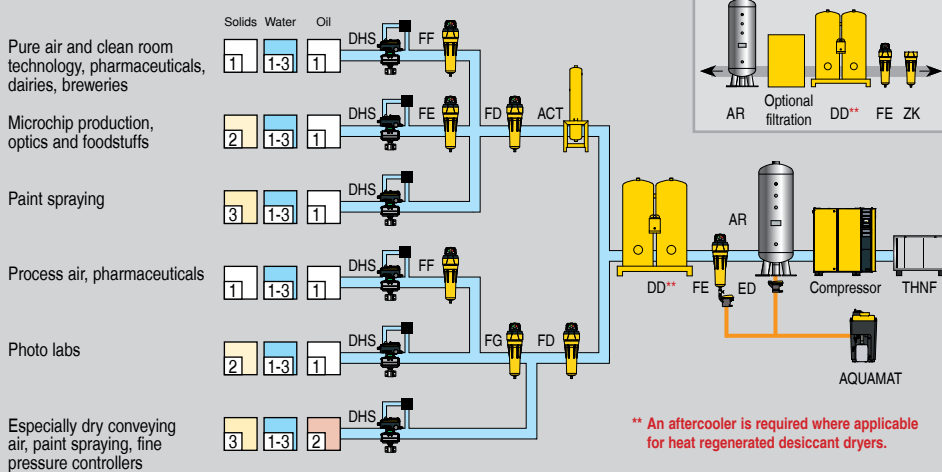 Solids Water Oil
Pure air and clean room
technology, pharmaceuticals,
dairies, breweries
1 1-3 1 DHS FF
Microchip production,
optics and foodstuffs
2 1-3 1 DHS FE FD ACT
Paint spraying
3 1-3 1 DHS
Process air, pharmaceuticals
1 1-3 1 DHS FF
Photo labs
2 1-3 1 DHS FG FD
Especially dry conveying
air, paint spraying, fine
pressure controllers
3 1-3 2 DHS
AR Optional
filtration DD** FE ZK
AR
DD** FE ED Compressor THNF
AQUAMAT
** An aftercooler is required where applicable
for heat regenerated desiccant dryers.